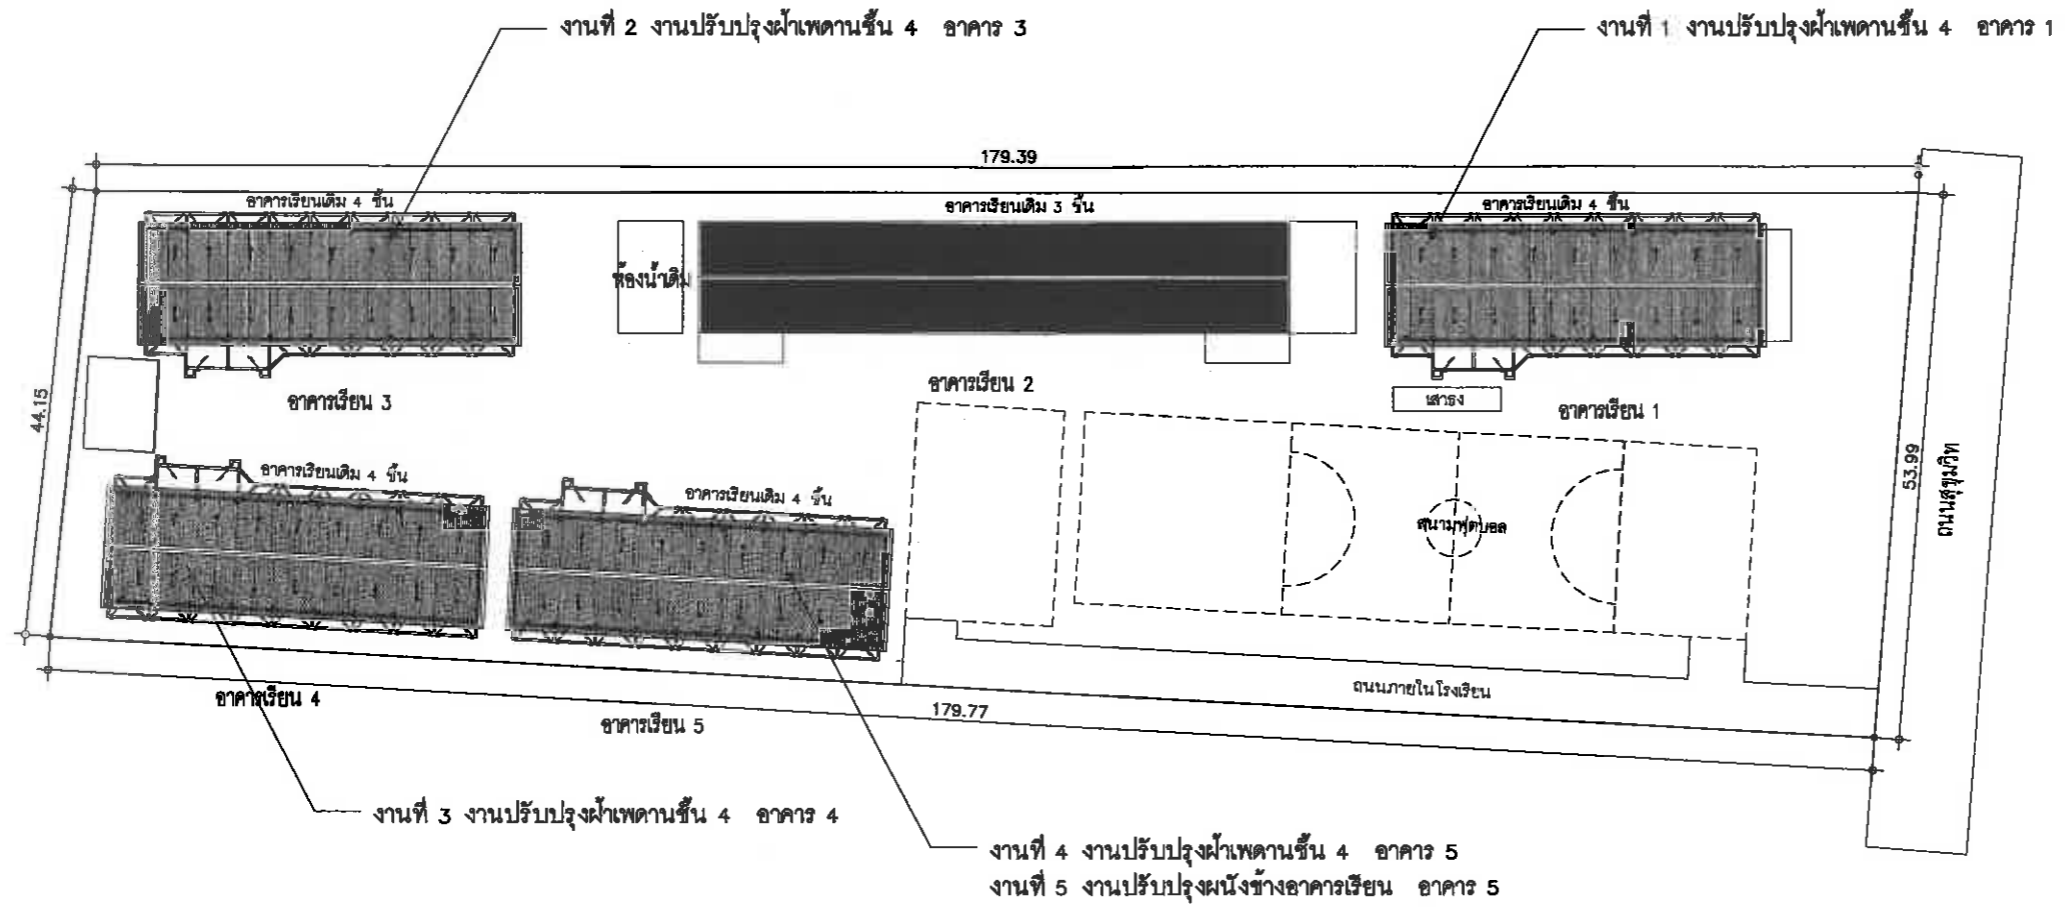 งานที่ 2 งานปรับปรุงฝ้าเพดานชั้น 4 อาคาร 3
งานที่ 1 งานปรับปรุงฝ้าเพดานชั้น 4 อาคาร 1
179.39
อาคารเรียนเดิม 4 ชั้น
อาคารเรียนเดิม 3 ชั้น
อาคารเรียนเดิม 4 ชั้น
ห้องน้ำเดิม
อาคารเรียน 3
อาคารเรียน 2
เสาธง
อาคารเรียน 1
44.15
53.99
ถนนสุขุมวิท
อาคารเรียนเดิม 4 ชั้น
อาคารเรียนเดิม 4 ชั้น
สนามฟุตบอล
ถนนภายในโรงเรียน
อาคารเรียน 4
อาคารเรียน 5
179.77
งานที่ 3 งานปรับปรุงฝ้าเพดานชั้น 4 อาคาร 4
งานที่ 4 งานปรับปรุงฝ้าเพดานชั้น 4 อาคาร 5
งานที่ 5 งานปรับปรุงผนังข้างอาคารเรียน อาคาร 5